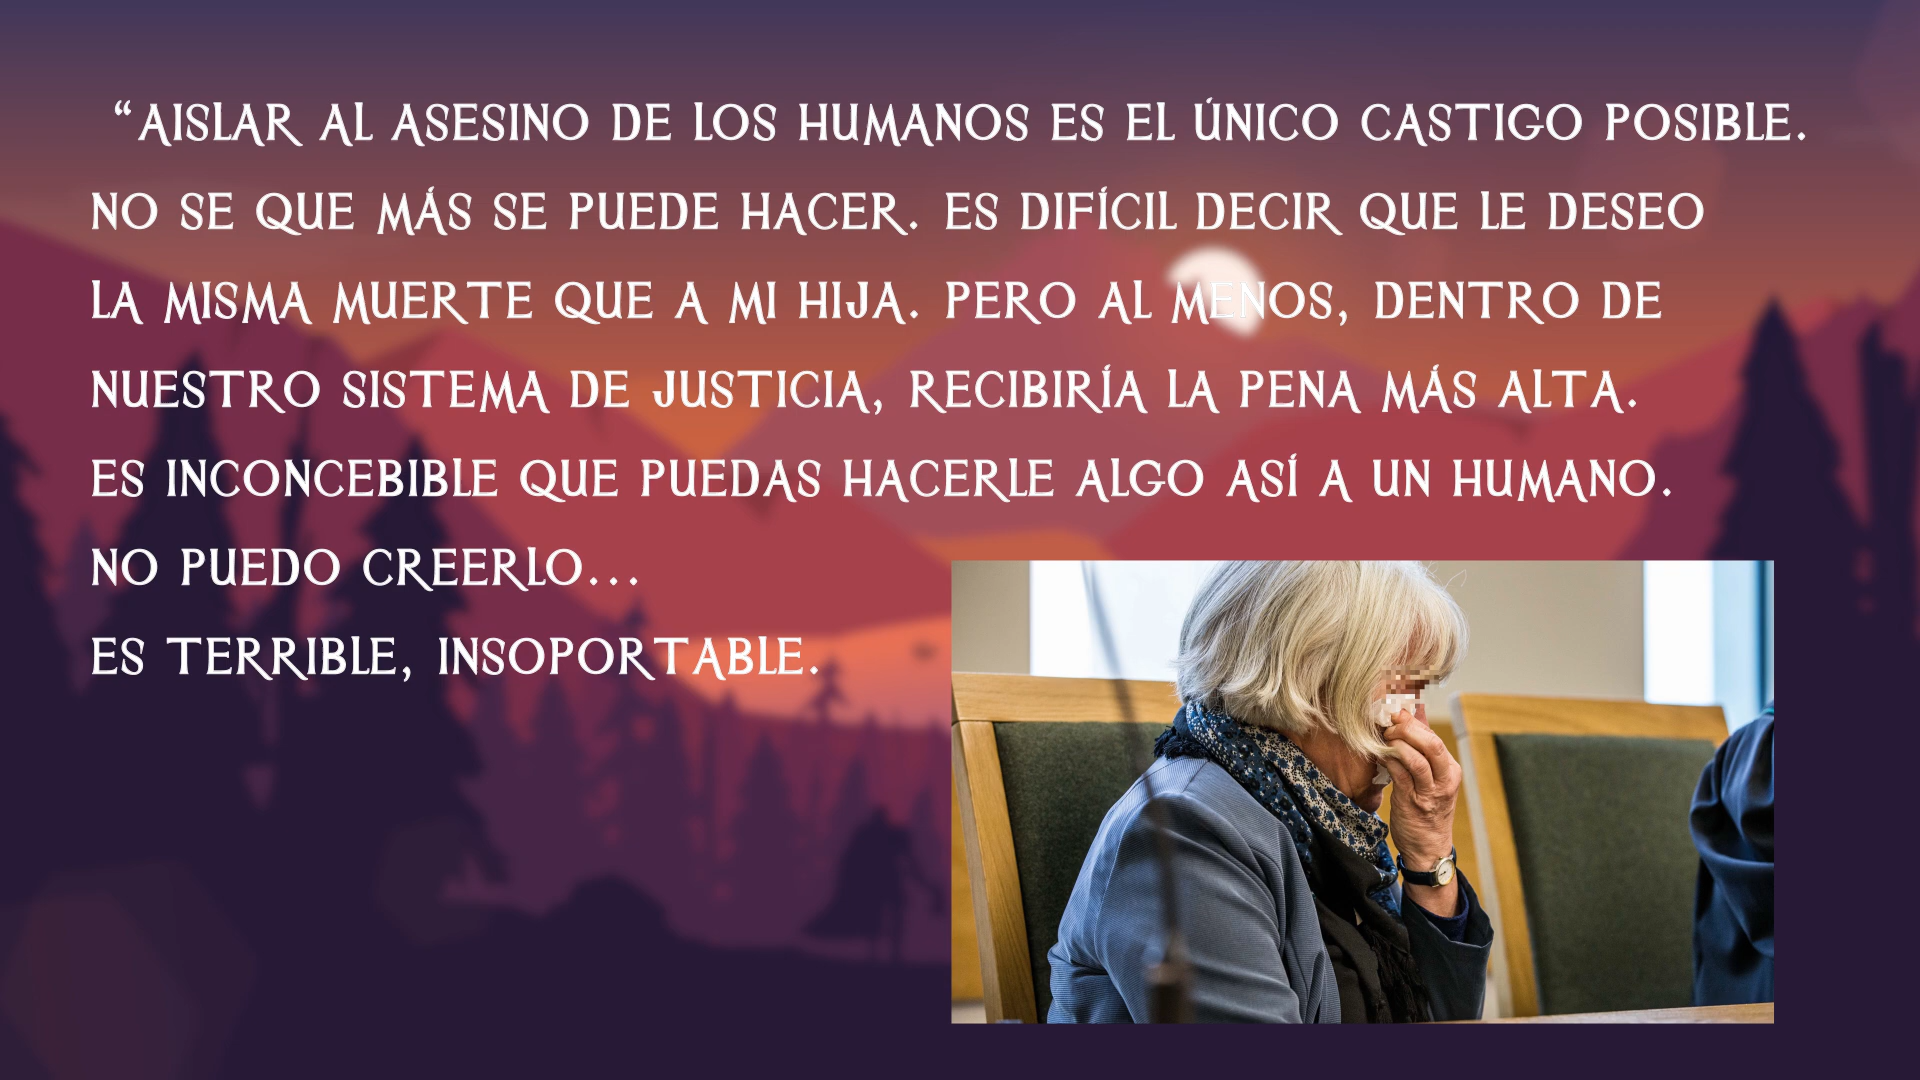 “AISLAR AL ASESINO DE LOS HUMANOS ES EL ÚNICO CASTIGO POSIBLE.
NO SE QUE MÁS SE PUEDE HACER. ES DIFÍCIL DECIR QUE LE DESEO
LA MISMA MUERTE QUE A MI HIJA. PERO AL MENOS, DENTRO DE
NUESTRO SISTEMA DE JUSTICIA, RECIBIRÍA LA PENA MÁS ALTA.
ES INCONCEBIBLE QUE PUEDAS HACERLE ALGO ASÍ A UN HUMANO.
NO PUEDO CREERLO...
ES TERRIBLE, INSOPORTABLE.